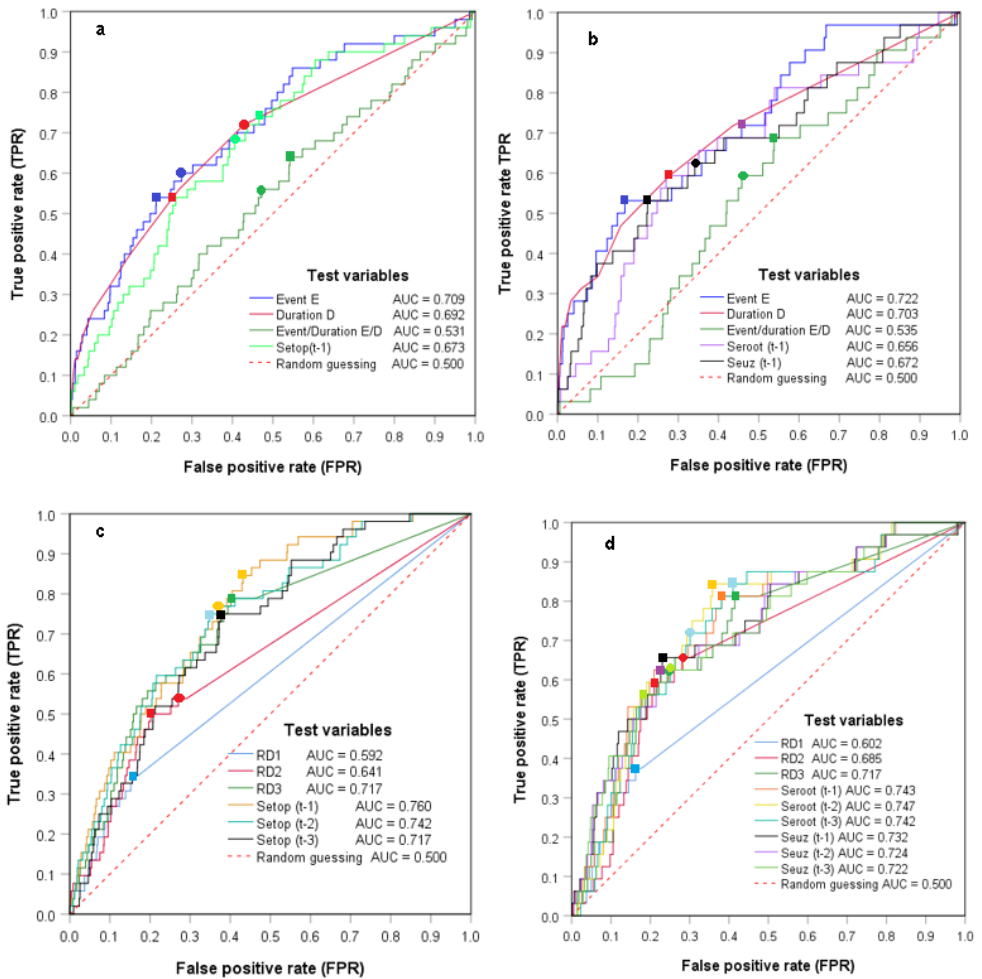 a
True positive rate (TPR)
1.0
0.9
0.8
0.7
0.6
0.5
0.4
0.3
0.2
0.1
0.0
Test variables
Event E AUC = 0.709
Duration D AUC = 0.692
Event/Duration E/D AUC = 0.531
Setop(t-1) AUC = 0.673
Random guessing AUC = 0.500
0.0 0.1 0.2 0.3 0.4 0.5 0.6 0.7 0.8 0.9 1.0
False positive rate (FPR)
b
True positive rate TPR
1.0
0.9
0.8
0.7
0.6
0.5
0.4
0.3
0.2
0.1
0.0
Test variables
Event E AUC = 0.722
Duration D AUC = 0.703
Event/duration E/D AUC = 0.535
Seroot (t-1) AUC = 0.656
Seuz (t-1) AUC = 0.672
Random guessing AUC = 0.500
0.0 0.1 0.2 0.3 0.4 0.5 0.6 0.7 0.8 0.9 1.0
False positive rate (FPR)
c
True positive rate (TPR)
1.0
0.9
0.8
0.7
0.6
0.5
0.4
0.3
0.2
0.1
0.0
Test variables
RD1 AUC = 0.592
RD2 AUC = 0.641
RD3 AUC = 0.717
Setop (t-1) AUC = 0.760
Setop (t-2) AUC = 0.742
Setop (t-3) AUC = 0.717
Random guessing AUC = 0.500
0.0 0.1 0.2 0.3 0.4 0.5 0.6 0.7 0.8 0.9 1.0
False positive rate (FPR)
d
True positive rate (TPR)
1.0
0.9
0.8
0.7
0.6
0.5
0.4
0.3
0.2
0.1
0.0
Test variables
RD1 AUC = 0.602
RD2 AUC = 0.685
RD3 AUC = 0.717
Seroot (t-1) AUC = 0.743
Seroot (t-2) AUC = 0.747
Seroot (t-3) AUC = 0.742
Seuz (t-1) AUC = 0.732
Seuz (t-2) AUC = 0.724
Seuz (t-3) AUC = 0.722
Random guessing AUC = 0.500
0.0 0.1 0.2 0.3 0.4 0.5 0.6 0.7 0.8 0.9 1.0
False positive rate (FPR)